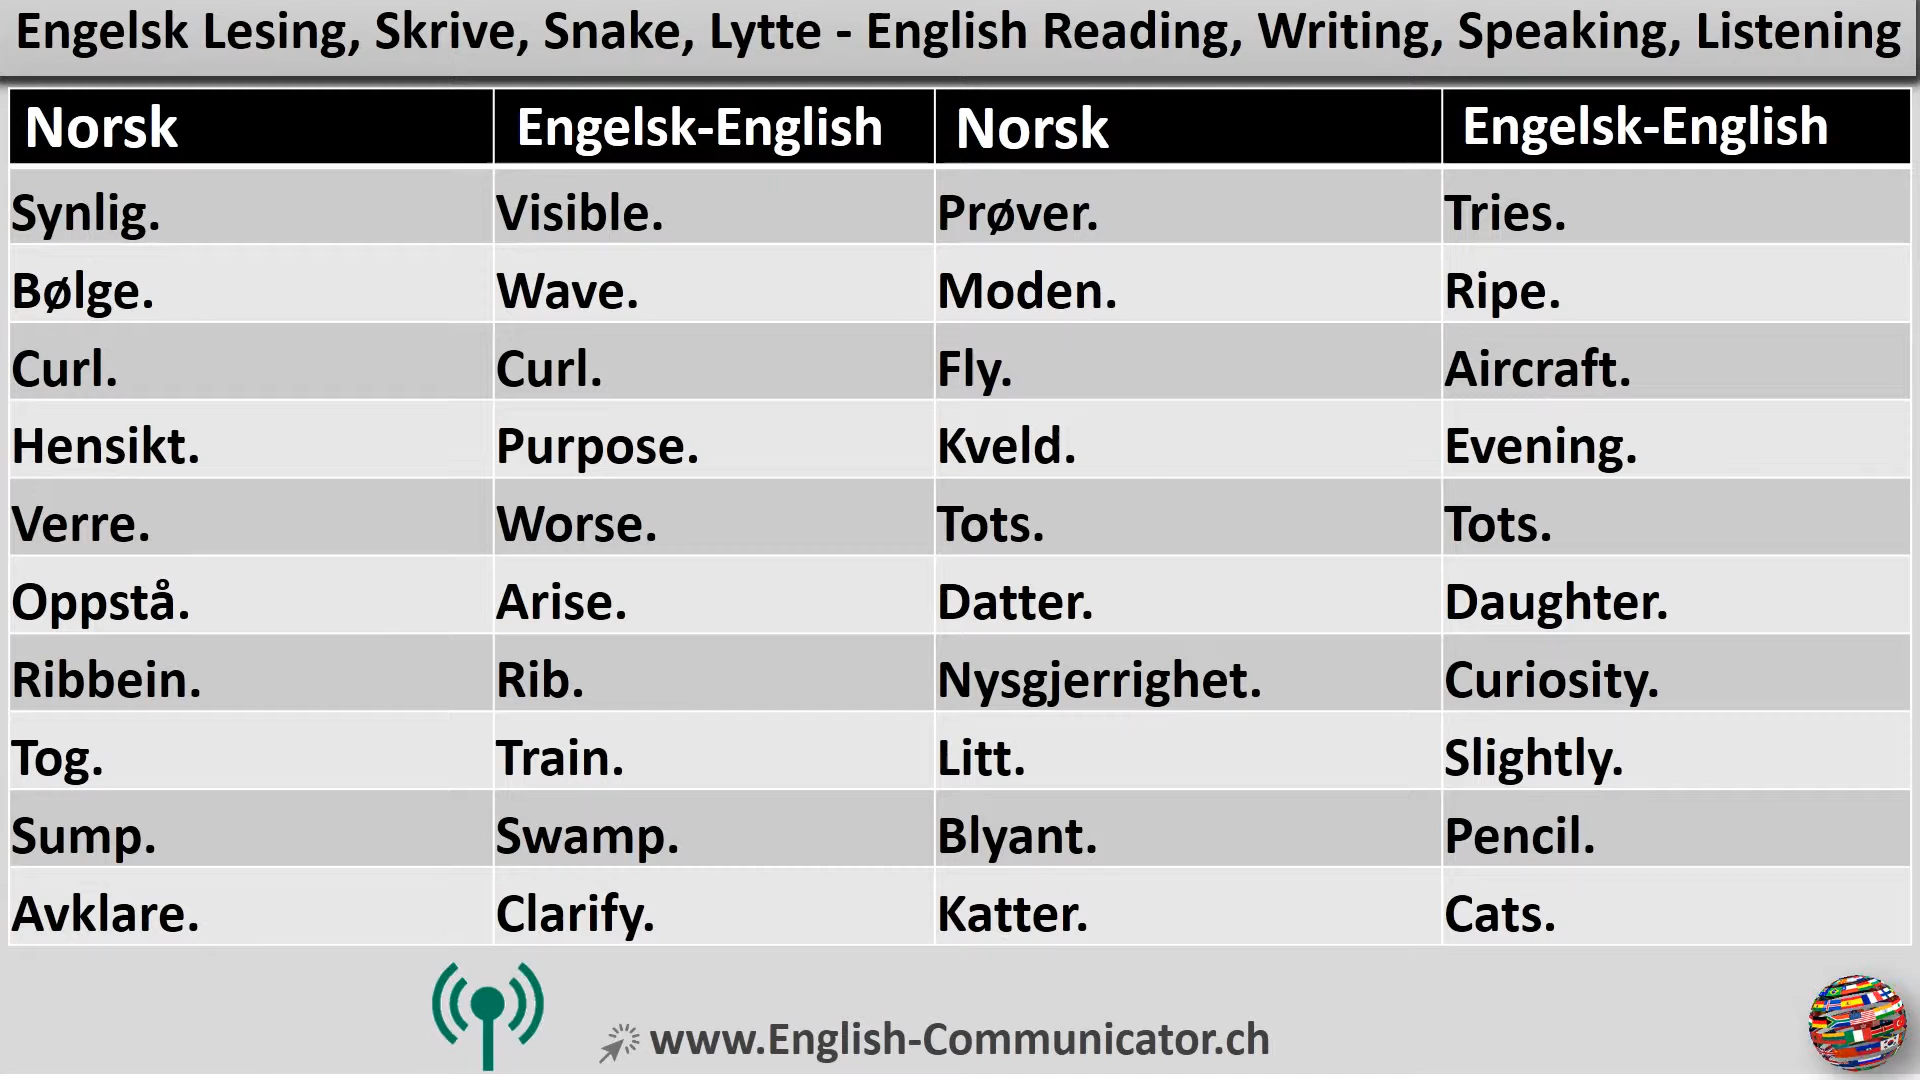 Engelsk Lesing, Skrive, Snake, Lytte - English Reading, Writing, Speaking, Listening
Norsk Engelsk-English Norsk Engelsk-English
Synlig. Visible. Prøver. Tries.
Bølge. Wave. Moden. Ripe.
Curl. Curl. Fly. Aircraft.
Hensikt. Purpose. Kveld. Evening.
Verre. Worse. Tots. Tots.
Oppstå. Arise. Datter. Daughter.
Ribbein. Rib. Nysgjerrighet. Curiosity.
Tog. Train. Litt. Slightly.
Sump. Swamp. Blyant. Pencil.
Avklare. Clarify. Katter. Cats.
www.English-Communicator.ch